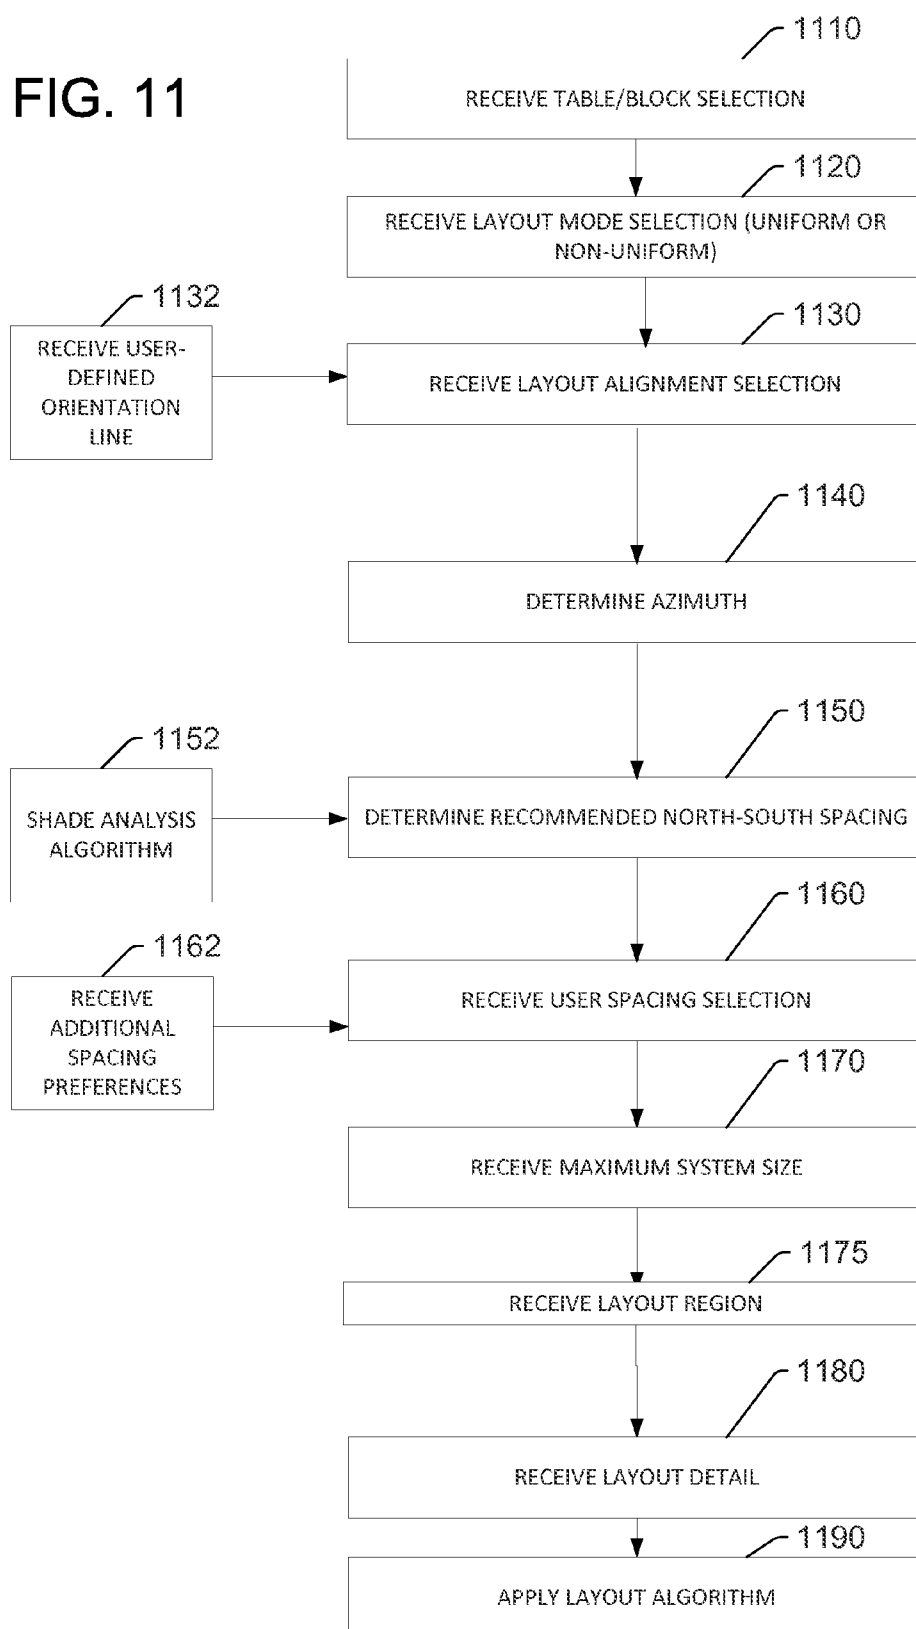 FIG. 11
1110
RECEIVE TABLE/BLOCK SELECTION
1120
RECEIVE LAYOUT MODE SELECTION (UNIFORM OR
NON-UNIFORM)
1132
RECEIVE USER-
DEFINED
ORIENTATION
LINE
1130
RECEIVE LAYOUT ALIGNMENT SELECTION
1140
DETERMINE AZIMUTH
1150
1152
SHADE ANALYSIS
ALGORITHM
DETERMINE RECOMMENDED NORTH-SOUTH SPACING
1160
1162
RECEIVE
ADDITIONAL
SPACING
PREFERENCES
RECEIVE USER SPACING SELECTION
1170
RECEIVE MAXIMUM SYSTEM SIZE
1175
RECEIVE LAYOUT REGION
1180
RECEIVE LAYOUT DETAIL
1190
APPLY LAYOUT ALGORITHM